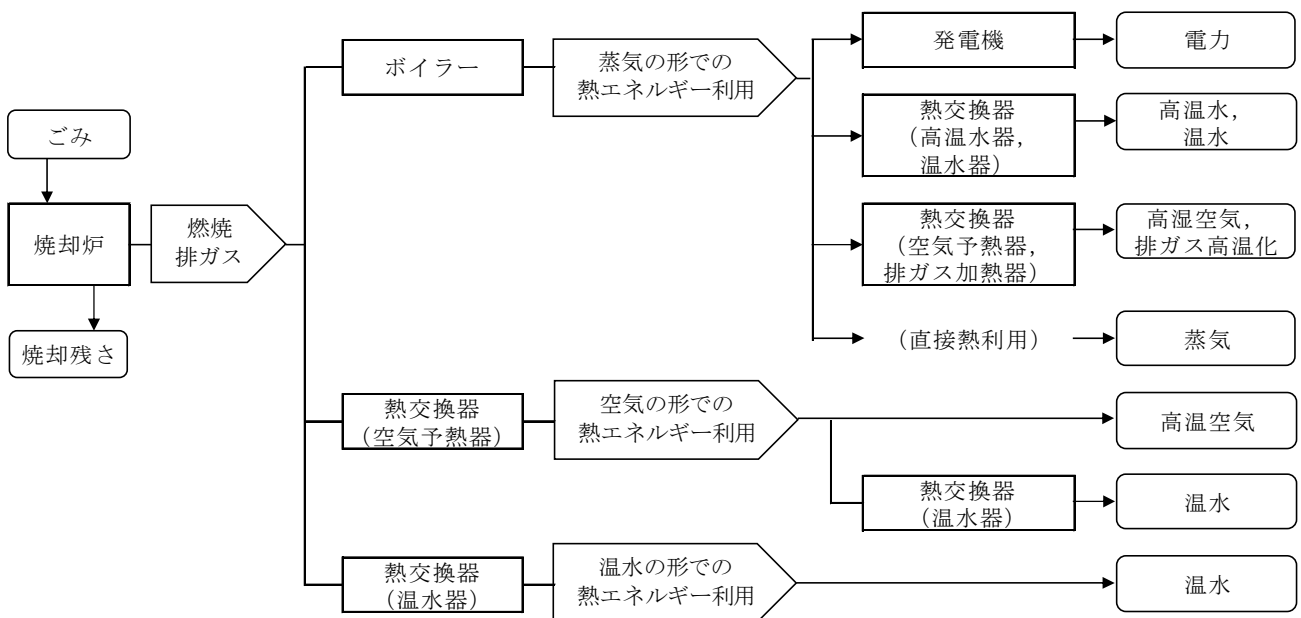 ごみ
焼却炉
焼却残さ
燃焼
排ガス
ボイラー
蒸気の形での
熱エネルギー利用
発電機
電力
熱交換器
(高温水器,
温水器)
高温水,
温水
熱交換器
(空気予熱器,
排ガス加熱器)
高湿空気,
排ガス高温化
(直接熱利用)
蒸気
熱交換器
(空気予熱器)
空気の形での
熱エネルギー利用
高温空気
熱交換器
(温水器)
温水
熱交換器
(温水器)
温水の形での
熱エネルギー利用
温水